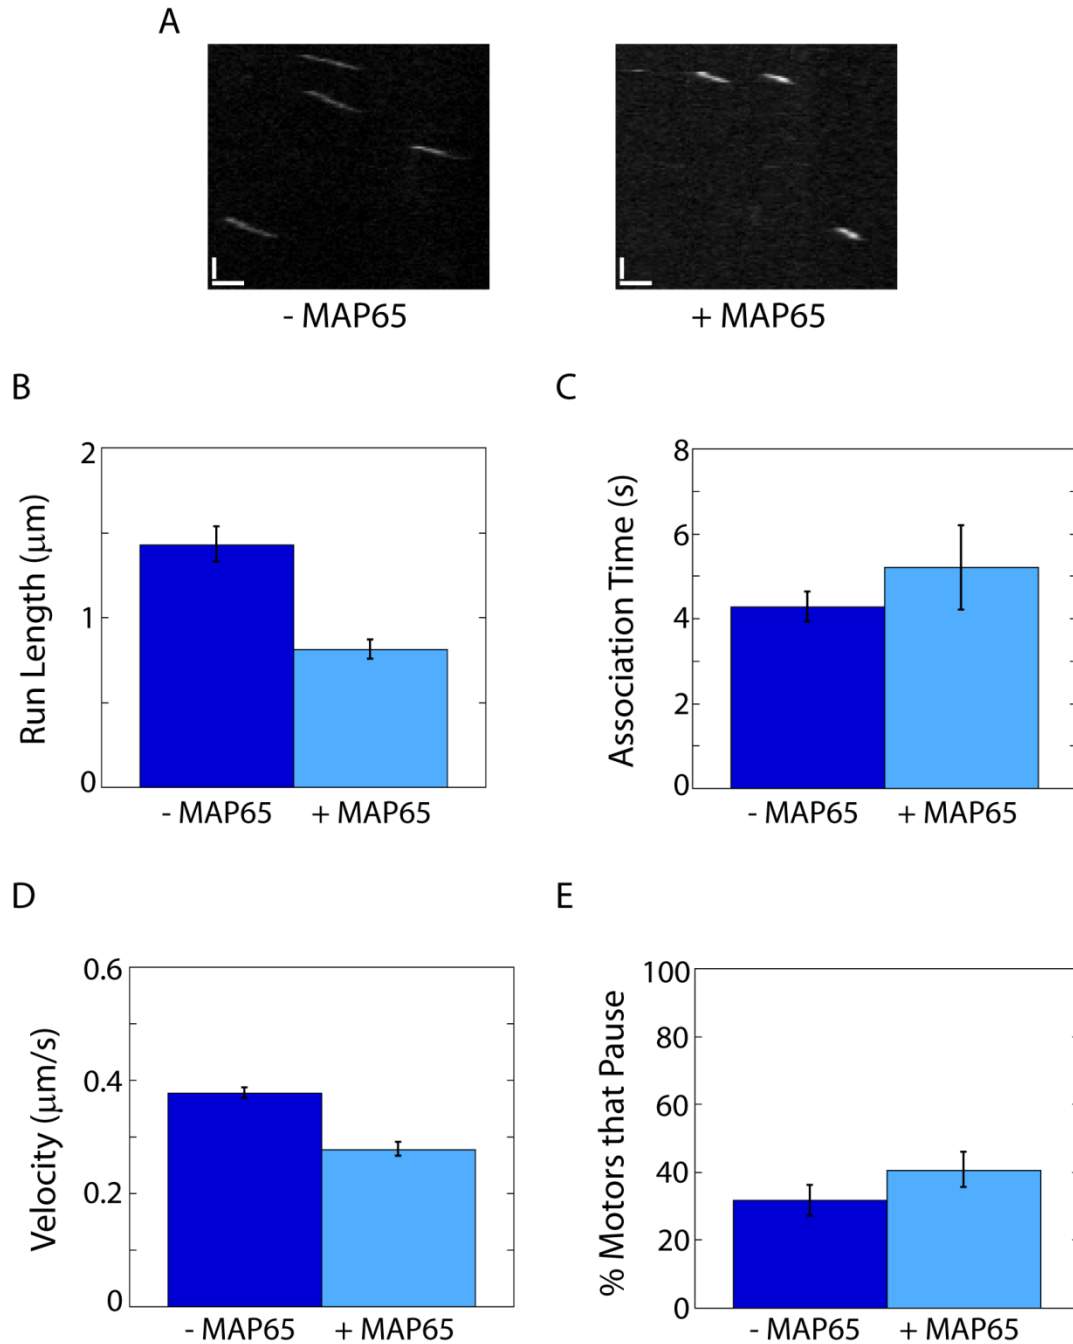 A
- MAP65
+ MAP65
B
Run Length (μm)
2
1
0
- MAP65
+ MAP65
C
Association Time (s)
8
6
4
2
0
- MAP65
+ MAP65
D
Velocity (μm/s)
0.6
0.4
0.2
0
- MAP65
+ MAP65
E
% Motors that Pause
100
80
60
40
20
0
- MAP65
+ MAP65